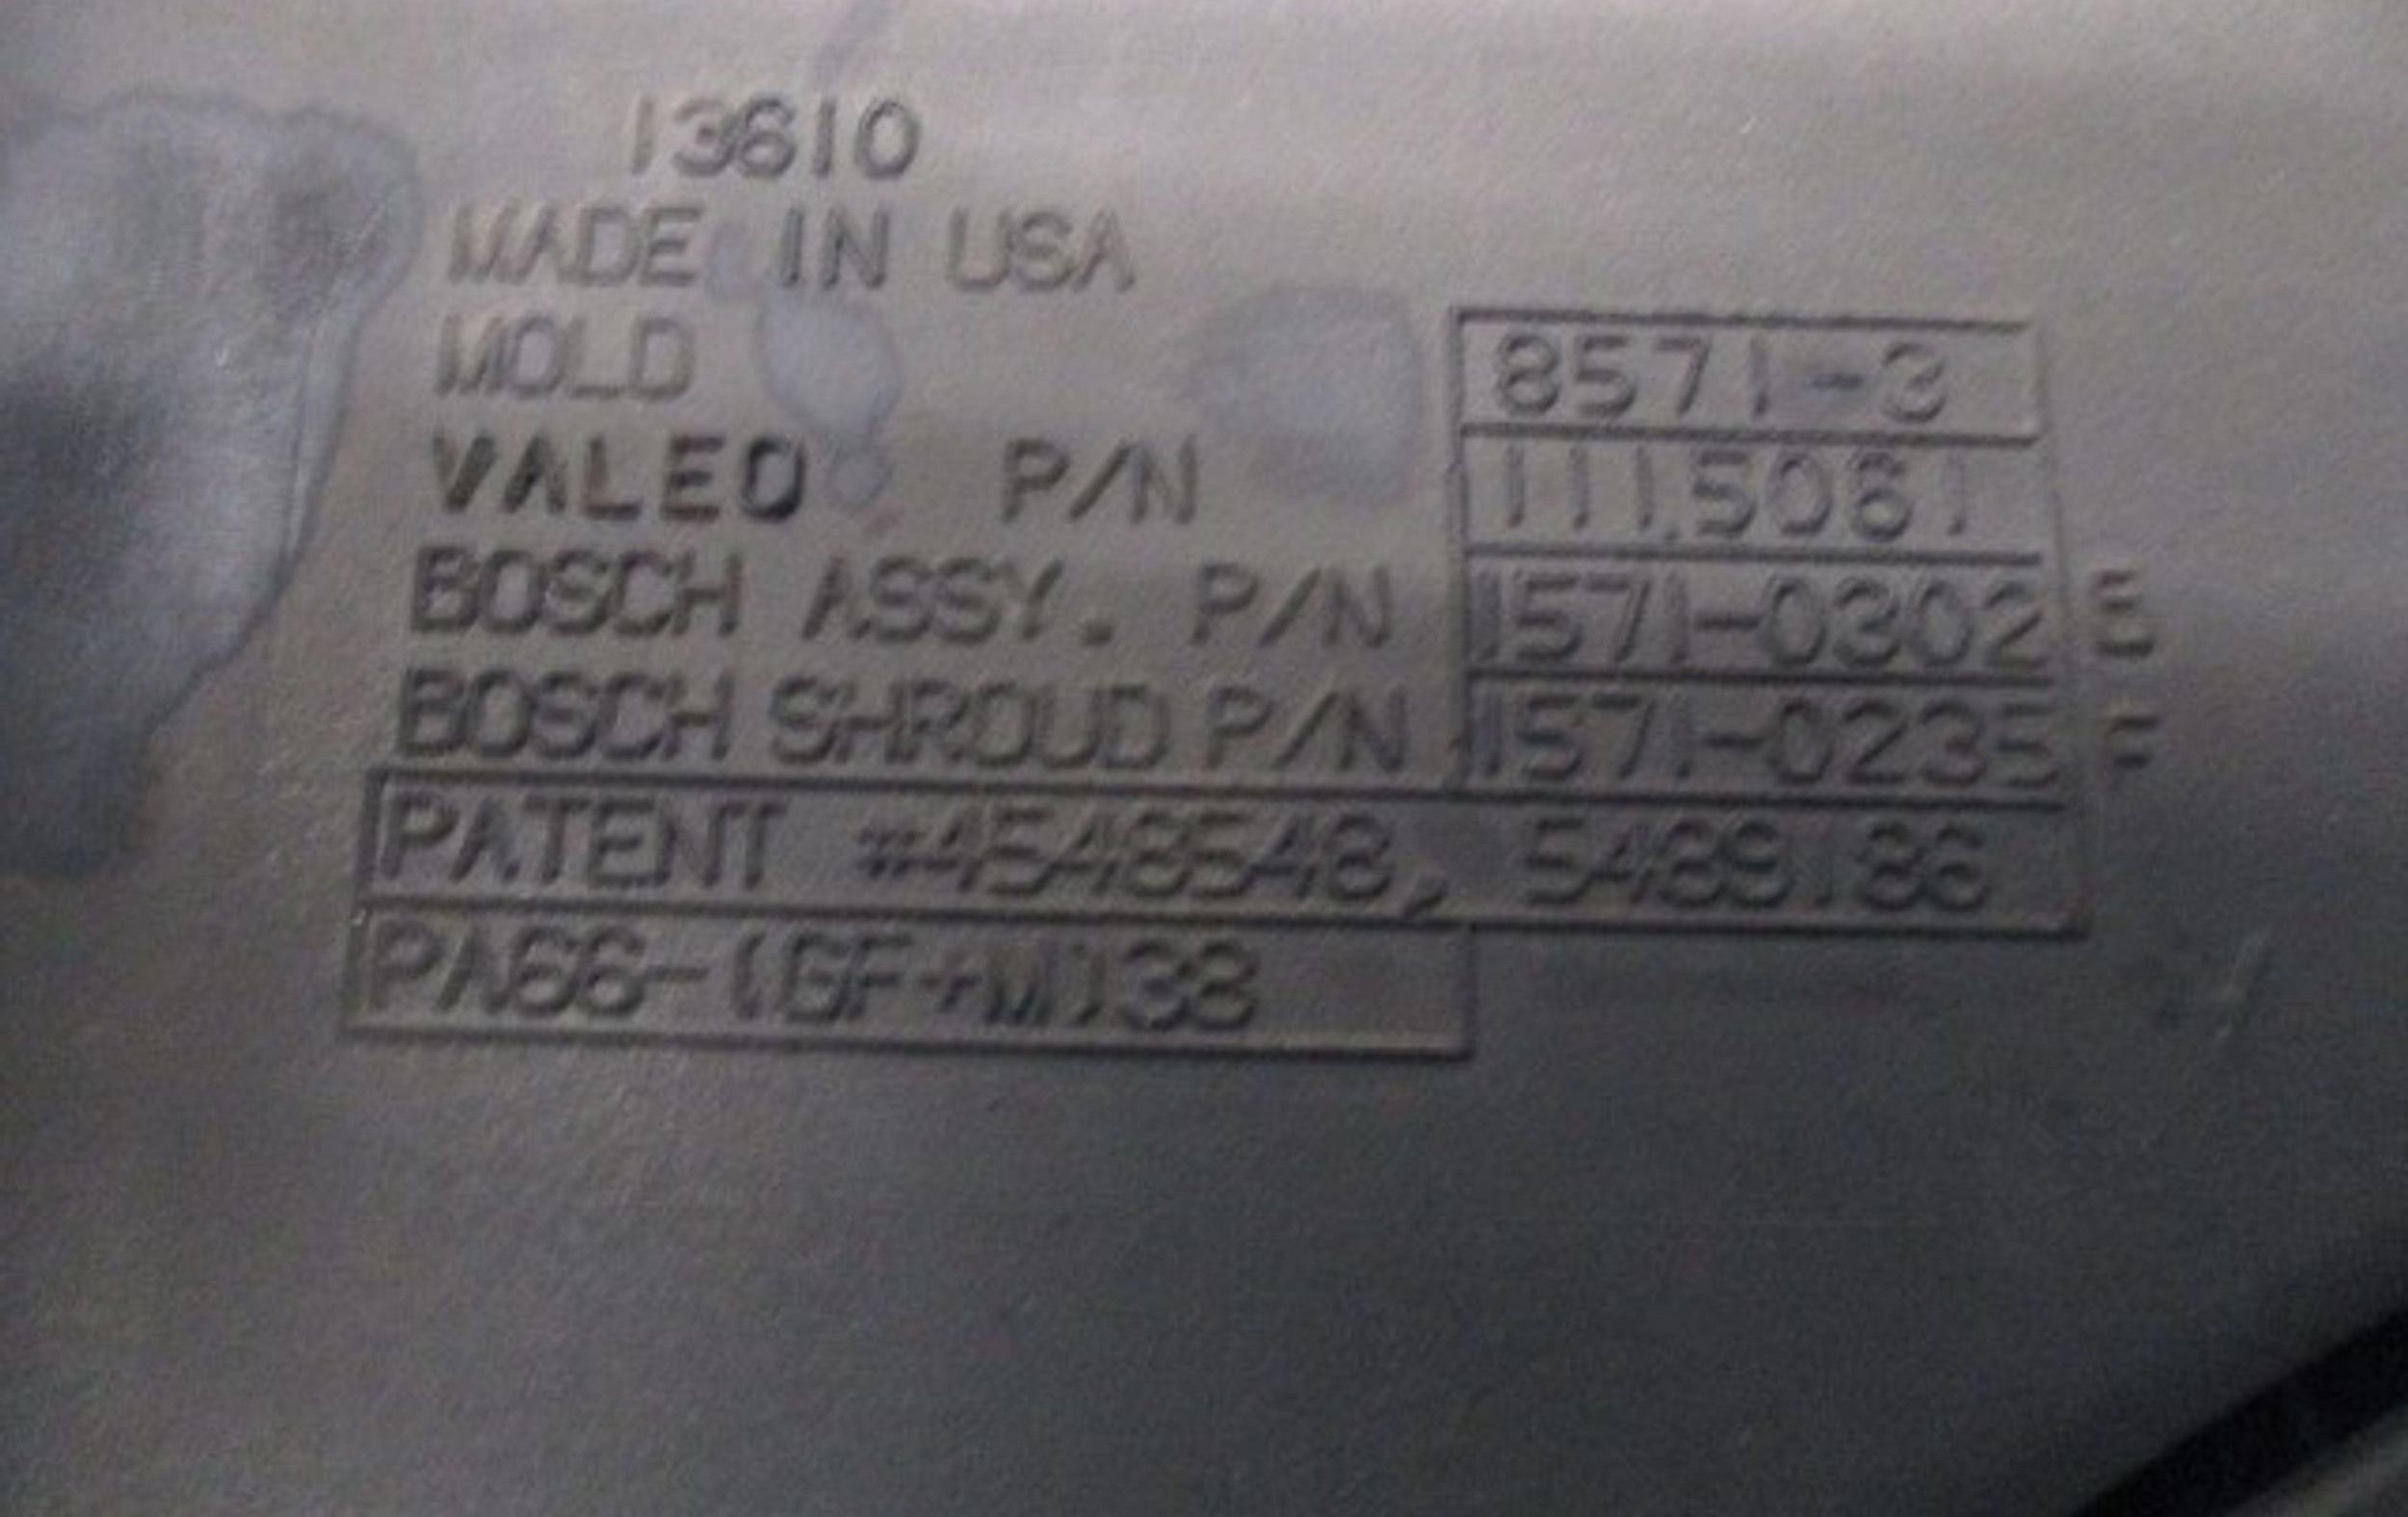 13610
MADE IN USA
MOLD 8571-3
VALEO P/N 111.5061
BOSCH ASSY. P/N 1571-0302 E
BOSCH SHROUD P/N 1571-0235 F
PATENT #4548548, 5489186
PA66-(GF+M)38